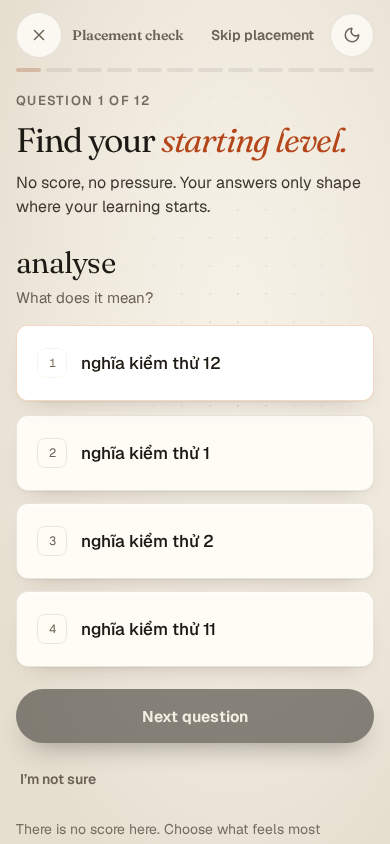 Placement check
Skip placement
QUESTION 1 OF 12
Find your starting level.
No score, no pressure. Your answers only shape
where your learning starts.
analyse
What does it mean?
1 nghĩa kiểm thử 12
2 nghĩa kiểm thử 1
3 nghĩa kiểm thử 2
4 nghĩa kiểm thử 11
Next question
I'm not sure
There is no score here. Choose what feels most